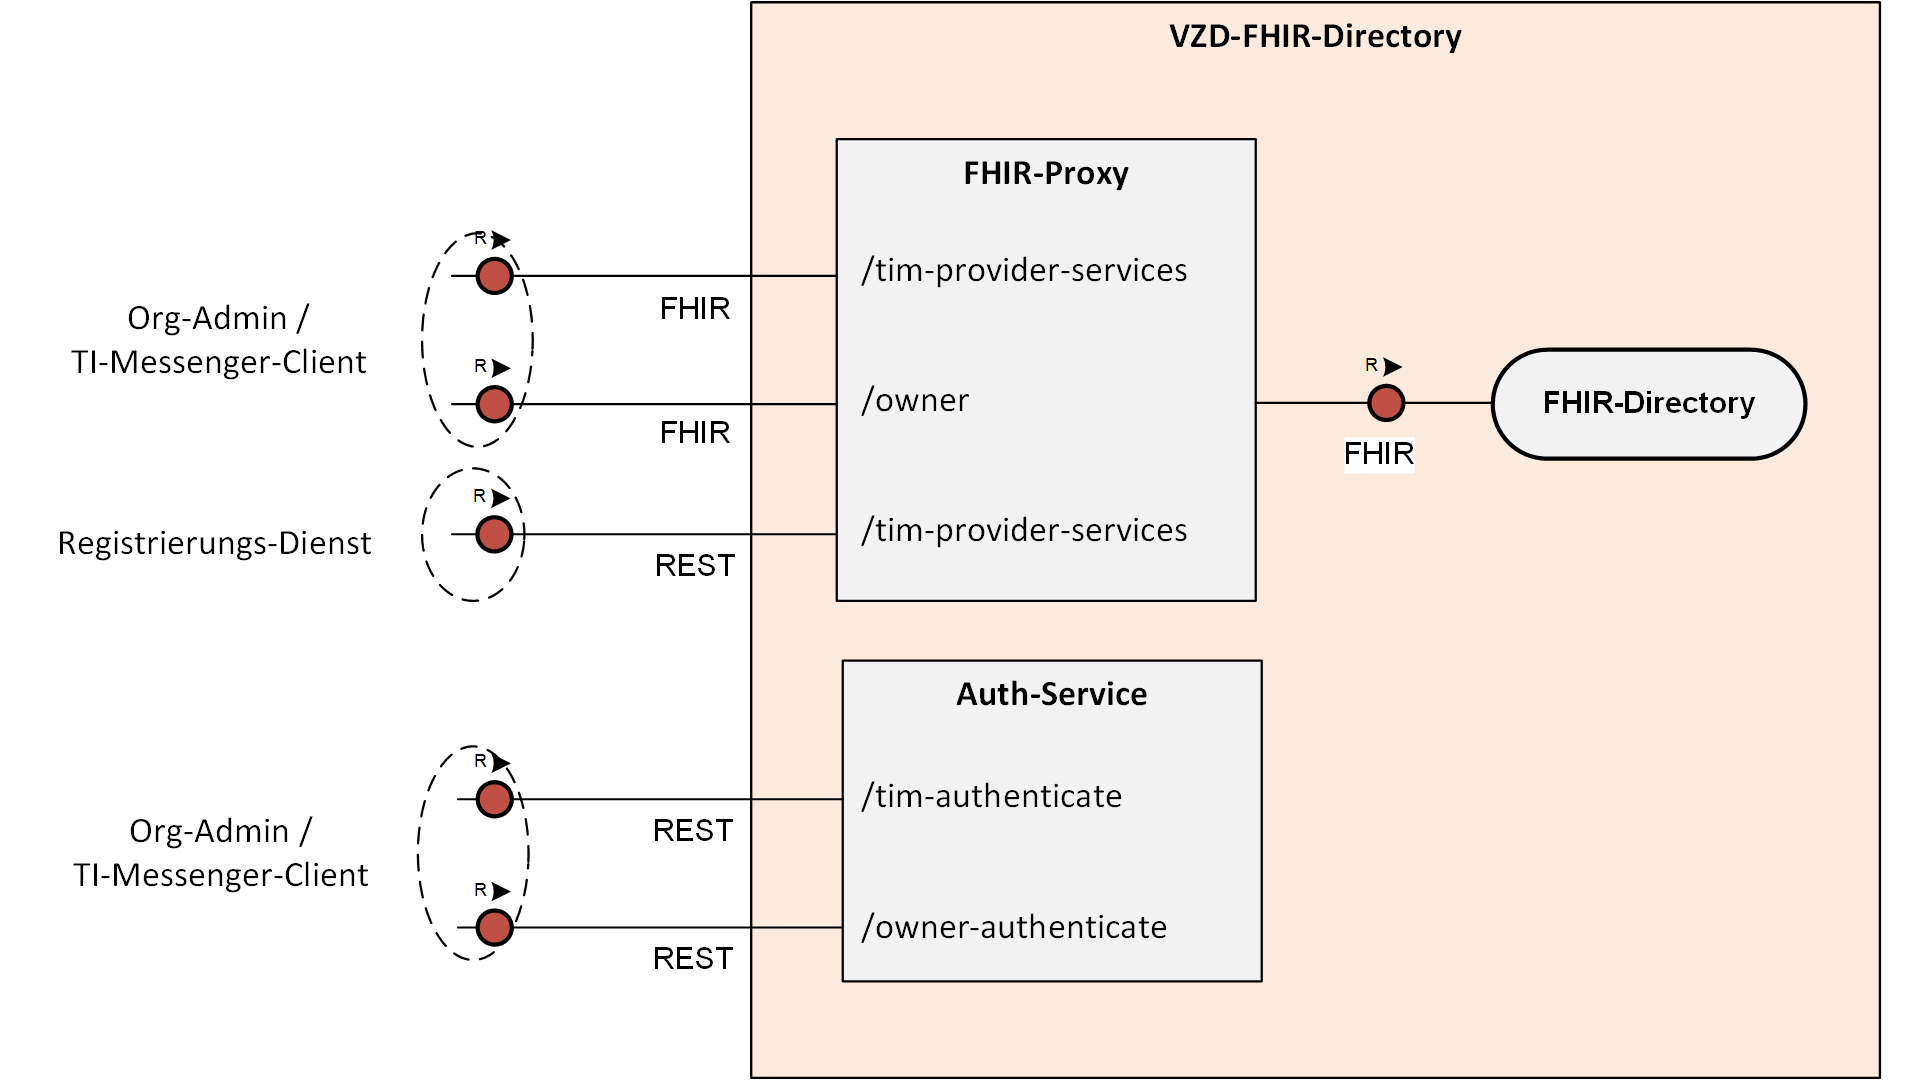 VZD-FHIR-Directory
FHIR-Proxy
R
/tim-provider-services
FHIR
Org-Admin /
TI-Messenger-Client
R
/owner
FHIR
R
FHIR-Directory
FHIR
R
/tim-provider-services
Registrierungs-Dienst
REST
Auth-Service
R
/tim-authenticate
REST
Org-Admin /
TI-Messenger-Client
R
/owner-authenticate
REST